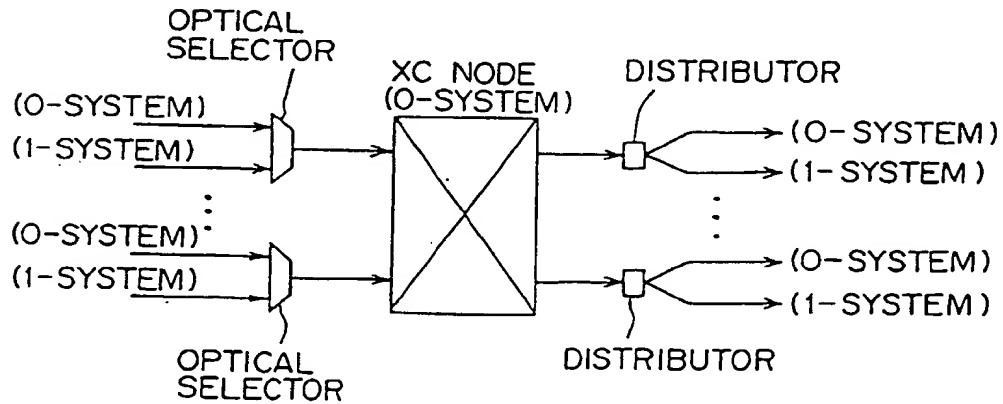 OPTICAL
SELECTOR
XC NODE
(0-SYSTEM)
DISTRIBUTOR
(0-SYSTEM)
(1-SYSTEM)
(0-SYSTEM)
(1-SYSTEM)
(0-SYSTEM)
(1-SYSTEM)
(0-SYSTEM)
(1-SYSTEM)
OPTICAL
SELECTOR
DISTRIBUTOR